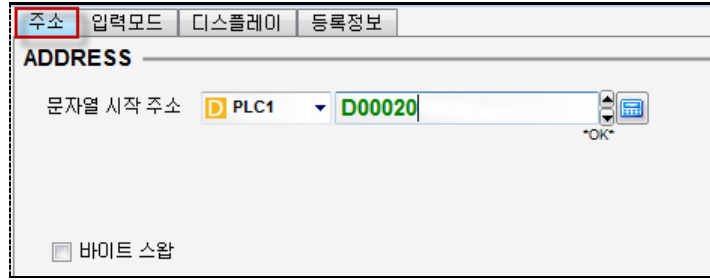 주소 입력모드 디스플레이 등록정보
ADDRESS
문자열 시작 주소 D PLC1 D00020
*OK*
바이트 스왑